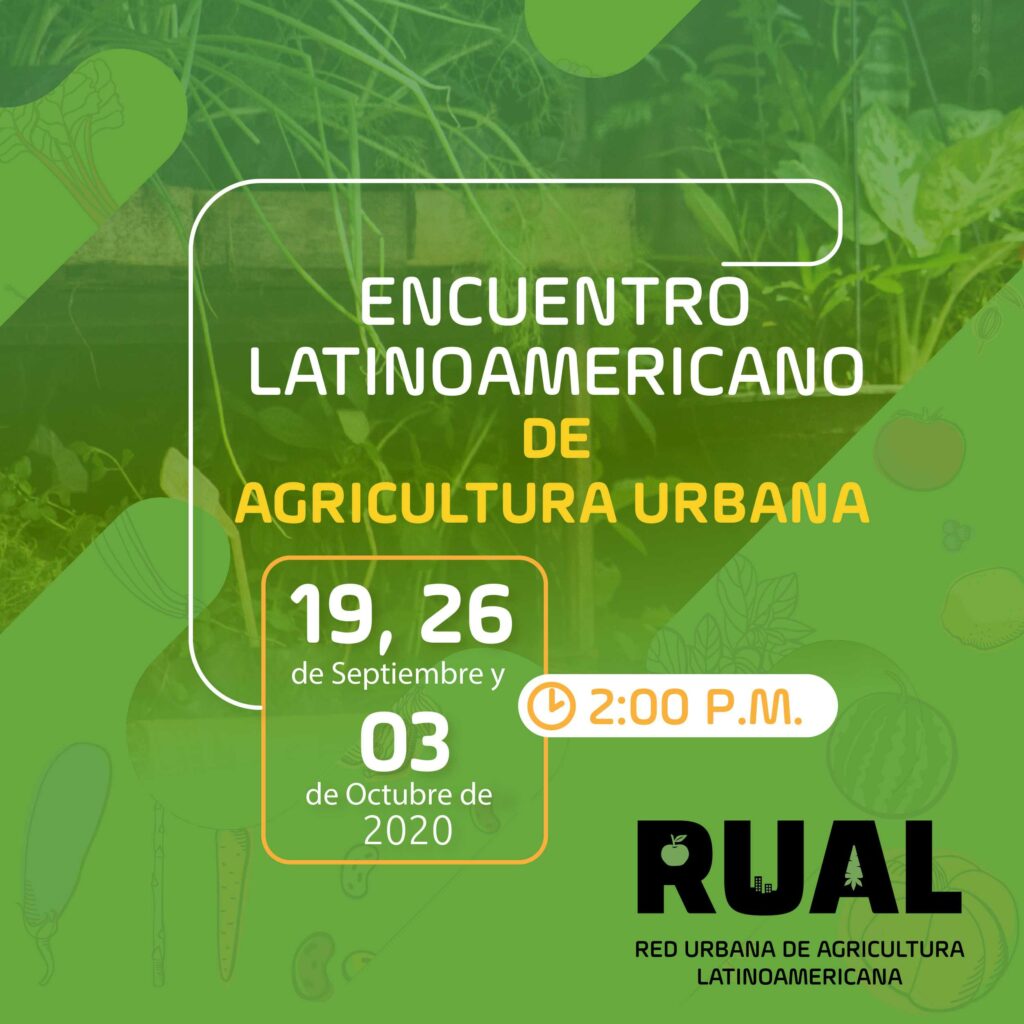 ENCUENTRO
LATINOAMERICANO
DE
AGRICULTURA URBANA
19, 26
de Septiembre y
03
de Octubre de
2020
2:00 P.M.
RUAL
RED URBANA DE AGRICULTURA
LATINOAMERICANA